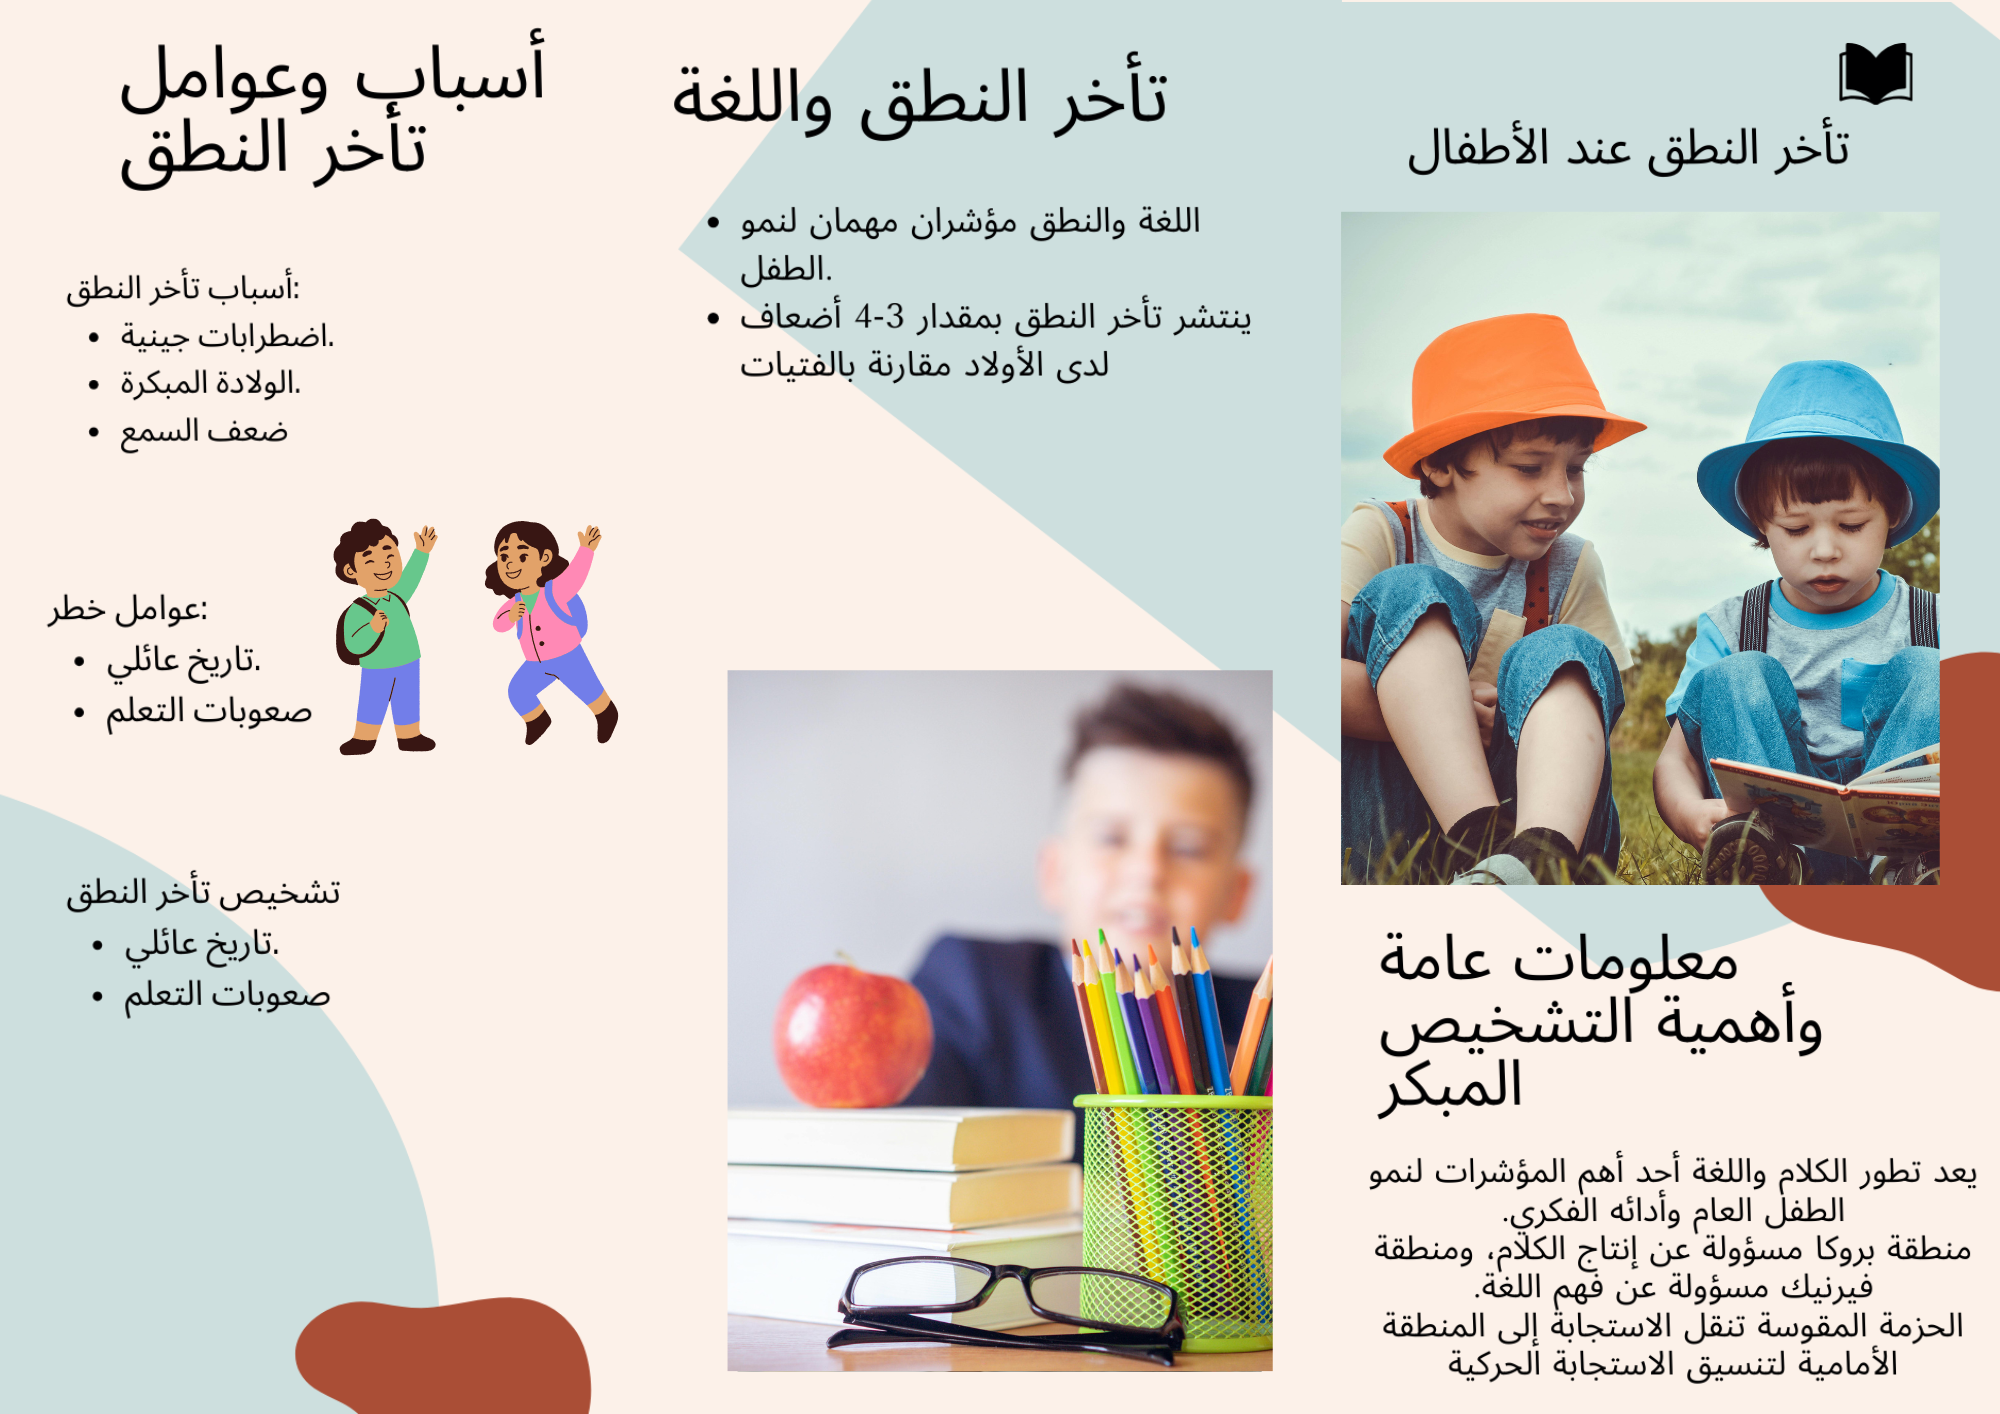 تأخر النطق عند الأطفال
معلومات عامة
وأهمية التشخيص
المبكر
يعد تطور الكلام واللغة أحد أهم المؤشرات لنمو
الطفل العام وأدائه الفكري.
منطقة بروكا مسؤولة عن إنتاج الكلام، ومنطقة
فيرنيك مسؤولة عن فهم اللغة.
الحزمة المقوسة تنقل الاستجابة إلى المنطقة
الأمامية لتنسيق الاستجابة الحركية
تأخر النطق واللغة
• اللغة والنطق مؤشران مهمان لنمو
الطفل.
• ينتشر تأخر النطق بمقدار 3-4 أضعاف
لدى الأولاد مقارنة بالفتيات
أسباب وعوامل
تأخر النطق
أسباب تأخر النطق:
• اضطرابات جينية.
• الولادة المبكرة.
• ضعف السمع
عوامل خطر:
• تاريخ عائلي.
• صعوبات التعلم
تشخيص تأخر النطق
• تاريخ عائلي.
• صعوبات التعلم